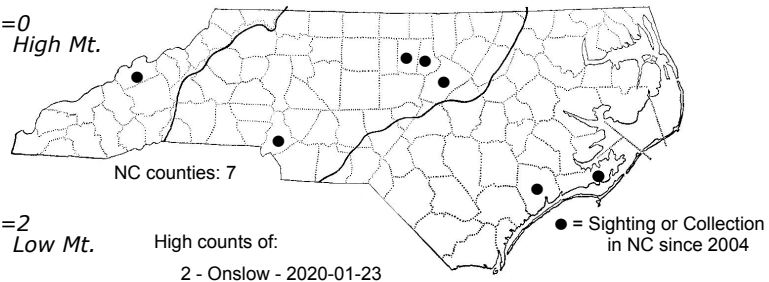 =0
High Mt.
NC counties: 7
=2
Low Mt.
High counts of:
2 - Onslow - 2020-01-23
● = Sighting or Collection
in NC since 2004